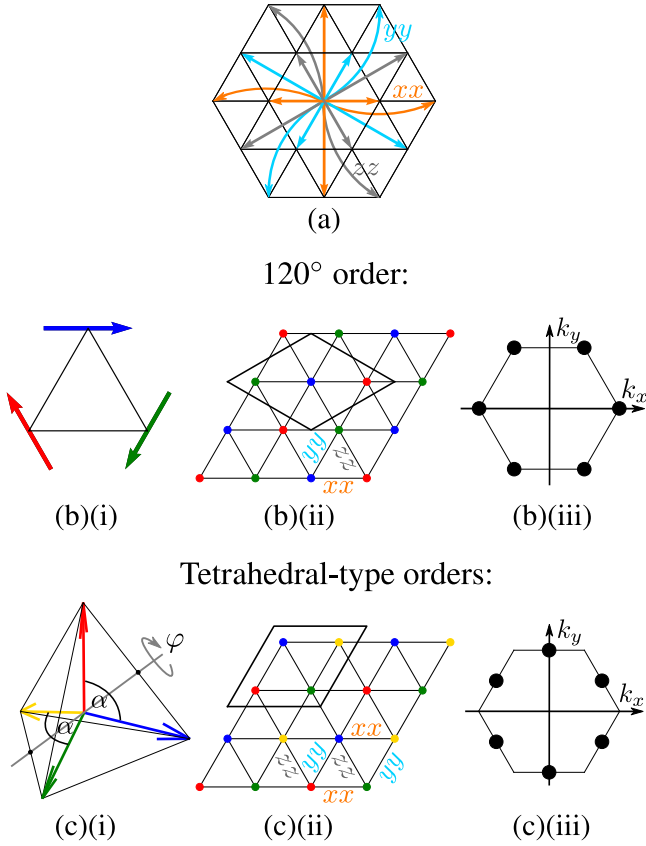 yy
xx
zz
(a)
120° order:
k_y
k_x
yy
zz
xx
(b)(i)
(b)(ii)
(b)(iii)
Tetrahedral-type orders:
φ
α
α
xx
zz
yy
zz
yy
xx
k_y
k_x
(c)(i)
(c)(ii)
(c)(iii)